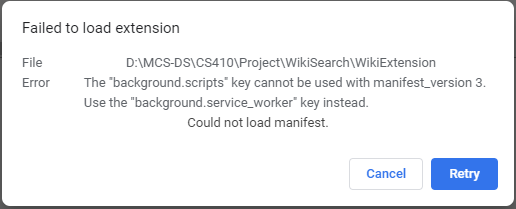 Failed to load extension
File D:\MCS-DS\CS410\Project\WikiSearch\WikiExtension
Error The "background.scripts" key cannot be used with manifest_version 3.
Use the "background.service_worker" key instead.
Could not load manifest.
Cancel Retry